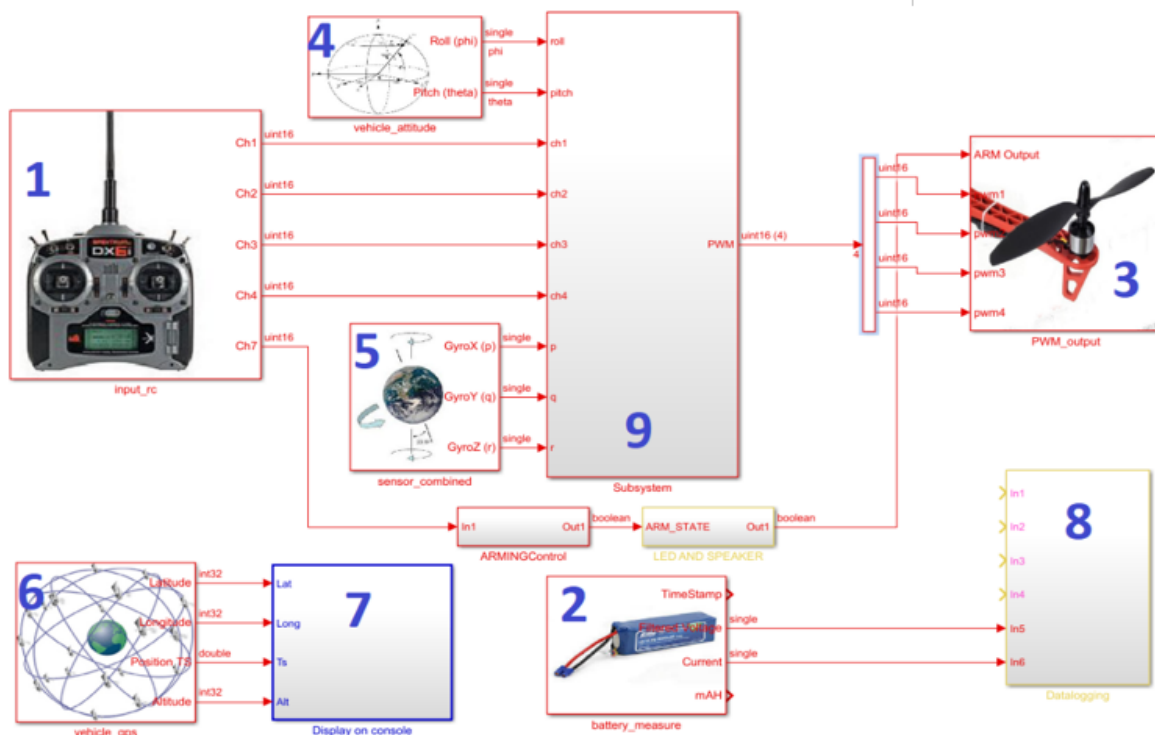 4
Roll (phi)
single
phi
roll
Pitch (theta)
single
theta
pitch
vehicle_attitude
1
SPEKTRUM
DX6i
Ch1
uint16
ch1
Ch2
uint16
ch2
Ch3
uint16
ch3
Ch4
uint16
ch4
Ch7
uint16
input_rc
5
GyroX (p)
single
p
GyroY (q)
single
q
GyroZ (r)
single
r
sensor_combined
PWM
uint16 (4)
4
9
Subsystem
uint16
uint16
uint16
uint16
ARM Output
pwm1
pwm3
pwm4
3
PWM_output
In1
Out1
boolean
ARMINGControl
ARM_STATE
Out1
boolean
LED AND SPEAKER
6
Latitude
int32
Lat
Longitude
int32
Long
Position TS
double
Ts
Altitude
int32
Alt
vehicle_gps
7
Display on console
2
TimeStamp
Filtered Voltage
single
Current
single
mAH
battery_measure
In1
In2
In3
In4
In5
In6
8
Datalogging